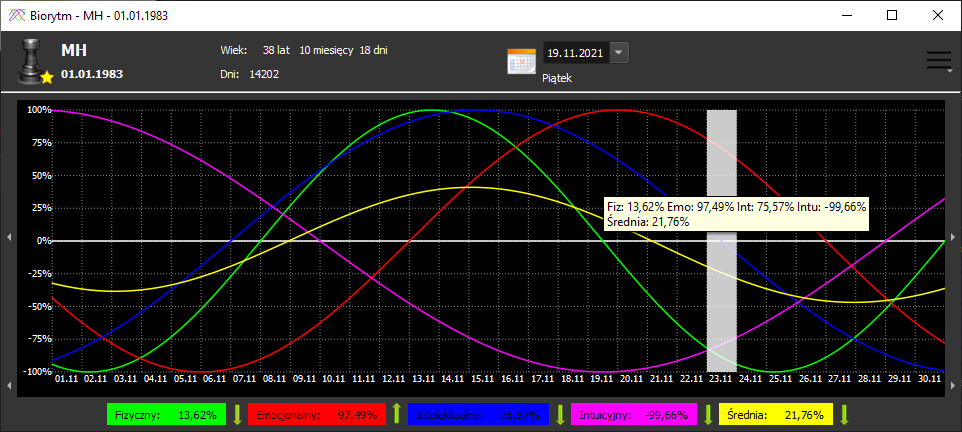 Biorytm - MH - 01.01.1983
MH
01.01.1983
Wiek: 38 lat 10 miesięcy 18 dni
Dni: 14202
19.11.2021
Piątek
100%
75%
50%
25%
0%
-25%
-50%
-75%
-100%
Fiz: 13,62% Emo: 97,49% Int: 75,57% Intu: -99,66%
Średnia: 21,76%
01.11 02.11 03.11 04.11 05.11 06.11 07.11 08.11 09.11 10.11 11.11 12.11 13.11 14.11 15.11 16.11 17.11 18.11 19.11 20.11 21.11 22.11 23.11 24.11 25.11 26.11 27.11 28.11 29.11 30.11
Fizyczny: 13,62% Emocjonalny: 97,49% Intelektualny: 75,57% Intuicyjny: -99,66% Średnia: 21,76%